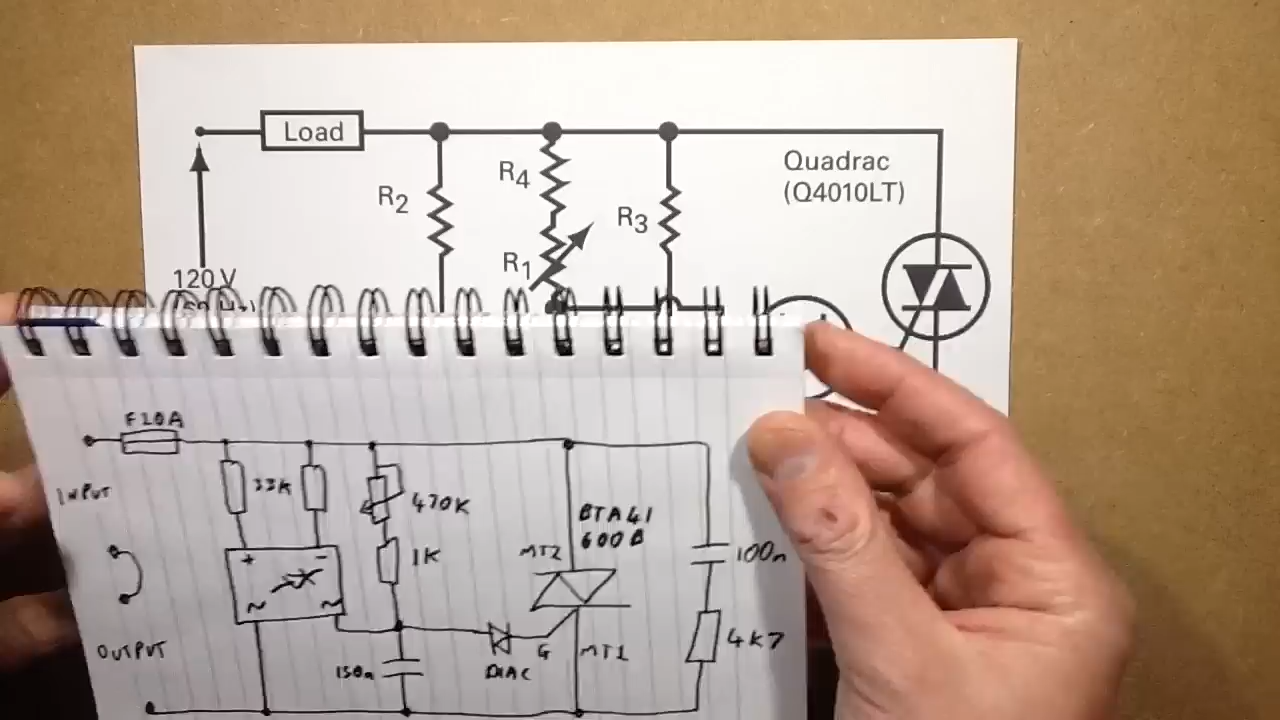 Load
R2
R4
R1
R3
Quadrac
(Q4010LT)
120 V
F10A
INPUT
33K
470K
1K
BTA41
600B
MT2
100n
+
-
~
~
OUTPUT
150n
DIAC
G
MT1
4K7